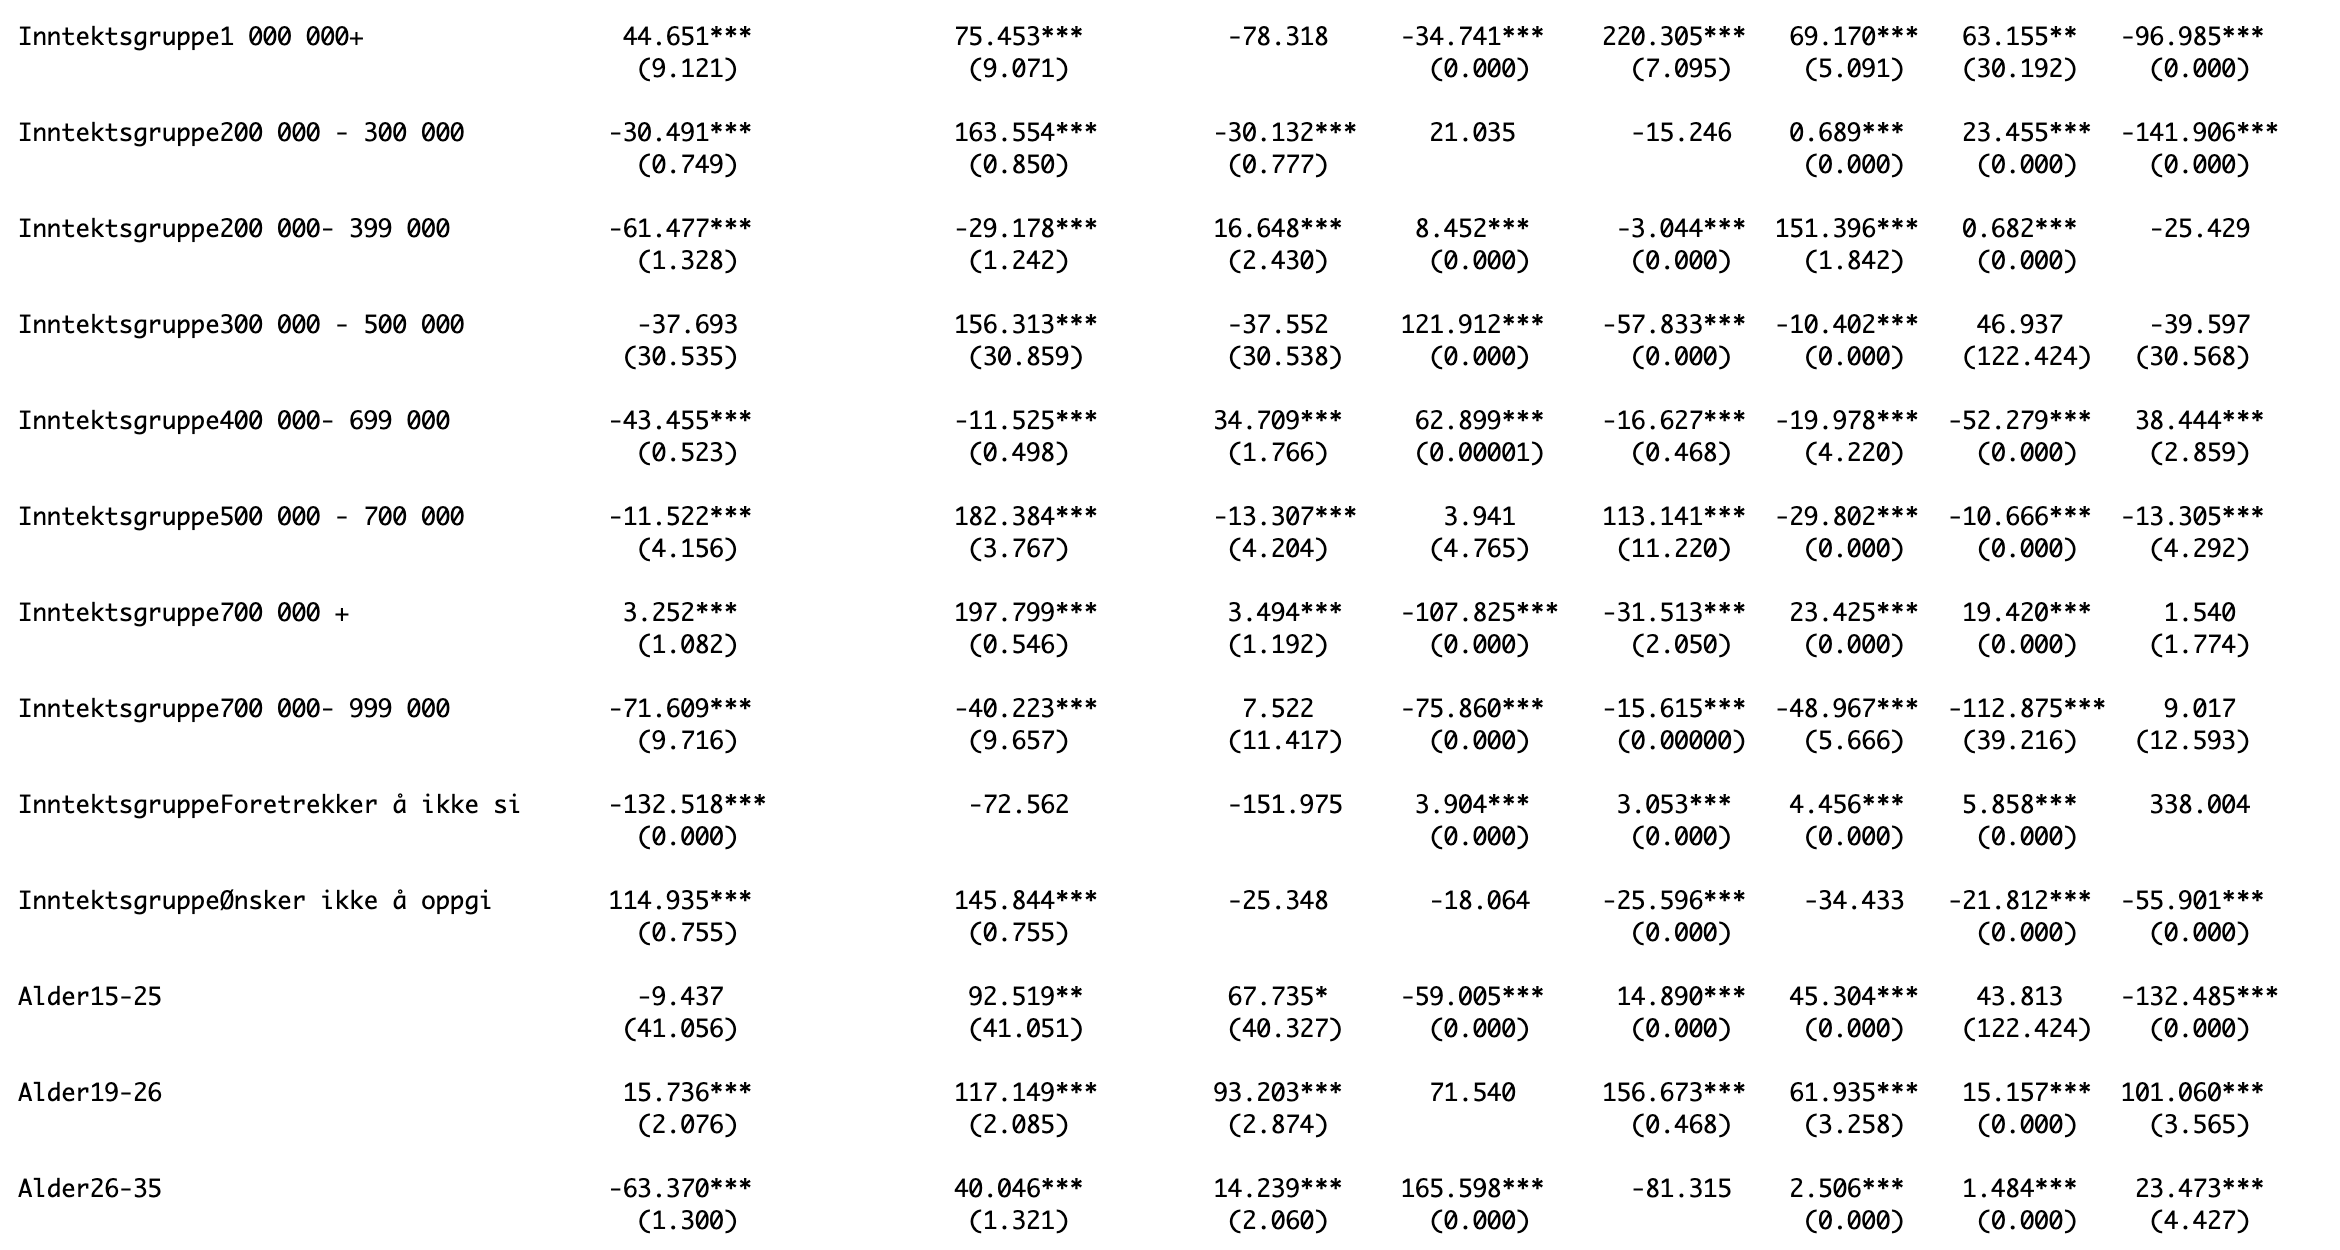 Inntektsgruppe1 000 000+ 44.651*** 75.453*** -78.318 -34.741*** 220.305*** 69.170*** 63.155** -96.985***
(9.121) (9.071) (0.000) (7.095) (5.091) (30.192) (0.000)
Inntektsgruppe200 000 - 300 000 -30.491*** 163.554*** -30.132*** 21.035 -15.246 0.689*** 23.455*** -141.906***
(0.749) (0.850) (0.777) (0.000) (0.000) (0.000)
Inntektsgruppe200 000- 399 000 -61.477*** -29.178*** 16.648*** 8.452*** -3.044*** 151.396*** 0.682*** -25.429
(1.328) (1.242) (2.430) (0.000) (0.000) (1.842) (0.000)
Inntektsgruppe300 000 - 500 000 -37.693 156.313*** -37.552 121.912*** -57.833*** -10.402*** 46.937 -39.597
(30.535) (30.859) (30.538) (0.000) (0.000) (0.000) (122.424) (30.568)
Inntektsgruppe400 000- 699 000 -43.455*** -11.525*** 34.709*** 62.899*** -16.627*** -19.978*** -52.279*** 38.444***
(0.523) (0.498) (1.766) (0.00001) (0.468) (4.220) (0.000) (2.859)
Inntektsgruppe500 000 - 700 000 -11.522*** 182.384*** -13.307*** 3.941 113.141*** -29.802*** -10.666*** -13.305***
(4.156) (3.767) (4.204) (4.765) (11.220) (0.000) (0.000) (4.292)
Inntektsgruppe700 000 + 3.252*** 197.799*** 3.494*** -107.825*** -31.513*** 23.425*** 19.420*** 1.540
(1.082) (0.546) (1.192) (0.000) (2.050) (0.000) (0.000) (1.774)
Inntektsgruppe700 000- 999 000 -71.609*** -40.223*** 7.522 -75.860*** -15.615*** -48.967*** -112.875*** 9.017
(9.716) (9.657) (11.417) (0.000) (0.00000) (5.666) (39.216) (12.593)
InntektsgruppeForetrekker å ikke si -132.518*** -72.562 -151.975 3.904*** 3.053*** 4.456*** 5.858*** 338.004
(0.000) (0.000) (0.000) (0.000) (0.000)
InntektsgruppeØnsker ikke å oppgi 114.935*** 145.844*** -25.348 -18.064 -25.596*** -34.433 -21.812*** -55.901***
(0.755) (0.755) (0.000) (0.000) (0.000)
Alder15-25 -9.437 92.519** 67.735* -59.005*** 14.890*** 45.304*** 43.813 -132.485***
(41.056) (41.051) (40.327) (0.000) (0.000) (0.000) (122.424) (0.000)
Alder19-26 15.736*** 117.149*** 93.203*** 71.540 156.673*** 61.935*** 15.157*** 101.060***
(2.076) (2.085) (2.874) (0.468) (3.258) (0.000) (3.565)
Alder26-35 -63.370*** 40.046*** 14.239*** 165.598*** -81.315 2.506*** 1.484*** 23.473***
(1.300) (1.321) (2.060) (0.000) (0.000) (0.000) (4.427)